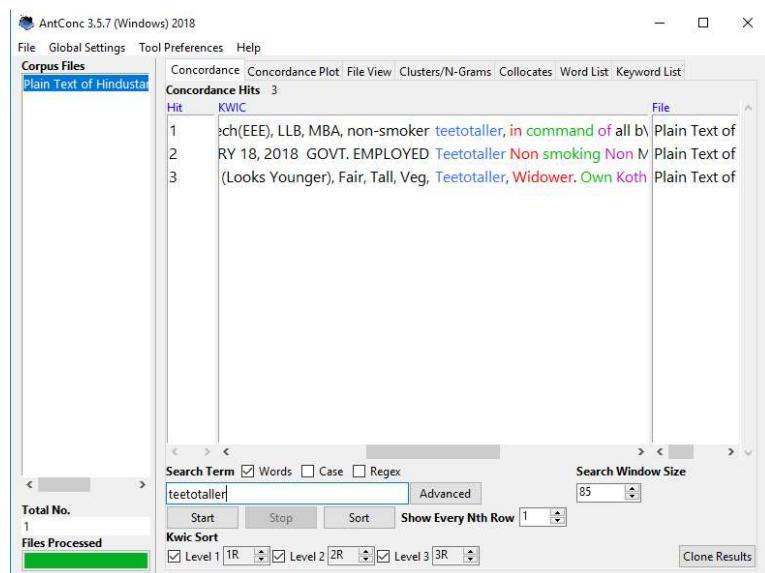 AntConc 3.5.7 (Windows) 2018
File Global Settings Tool Preferences Help
Corpus Files
Plain Text of Hindustar
Concordance Concordance Plot File View Clusters/N-Grams Collocates Word List Keyword List
Concordance Hits 3
Hit KWIC File
1 ech(EEE), LLB, MBA, non-smoker teetotaller, in command of all b\ Plain Text of
2 RY 18, 2018 GOVT. EMPLOYED Teetotaller Non smoking Non M Plain Text of
3 (Looks Younger), Fair, Tall, Veg, Teetotaller, Widower. Own Koth Plain Text of
Search Term Words Case Regex Search Window Size
teetotaller Advanced 85
Total No.
1
Start Stop Sort Show Every Nth Row 1
Files Processed
Kwic Sort
Level 1 1R Level 2 2R Level 3 3R Clone Results